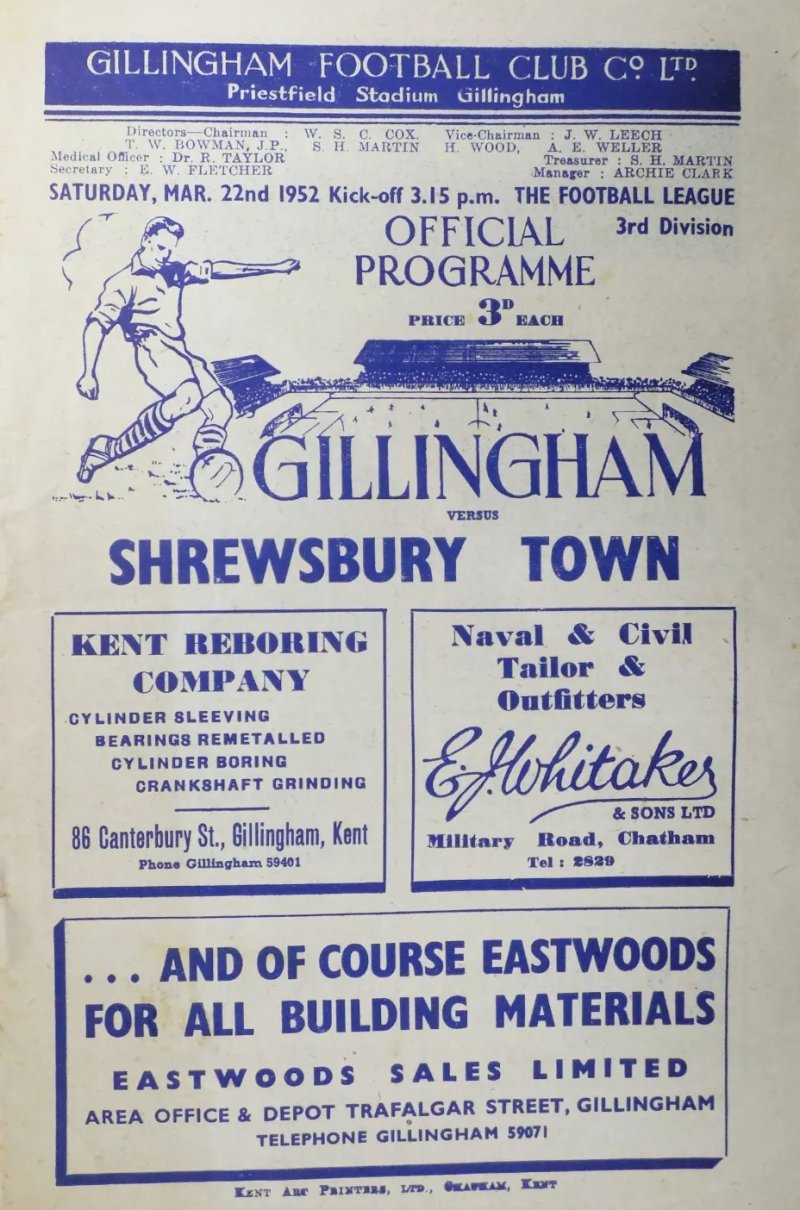 GILLINGHAM FOOTBALL CLUB Cº LTD.
Priestfield Stadium Gillingham
Directors—Chairman : W. S. C. COX. Vice-Chairman : J. W. LEECH
T. W. BOWMAN, J.P., S. H. MARTIN H. WOOD, A. E. WELLER
Medical Officer : Dr. R. TAYLOR Treasurer : S. H. MARTIN
Secretary : E. W. FLETCHER Manager : ARCHIE CLARK
SATURDAY, MAR. 22nd 1952 Kick-off 3.15 p.m. THE FOOTBALL LEAGUE
3rd Division
OFFICIAL
PROGRAMME
PRICE 3D EACH
GILLINGHAM
VERSUS
SHREWSBURY TOWN
KENT REBORING
COMPANY
CYLINDER SLEEVING
BEARINGS REMETALLED
CYLINDER BORING
CRANKSHAFT GRINDING
86 Canterbury St., Gillingham, Kent
Phone Gillingham 59401
Naval & Civil
Tailor &
Outfitters
E. J. Whitaker
& SONS LTD
Military Road, Chatham
Tel : 2829
. . . AND OF COURSE EASTWOODS
FOR ALL BUILDING MATERIALS
EASTWOODS SALES LIMITED
AREA OFFICE & DEPOT TRAFALGAR STREET, GILLINGHAM
TELEPHONE GILLINGHAM 59071
KENT ART PRINTERS, LTD., CHATHAM, KENT